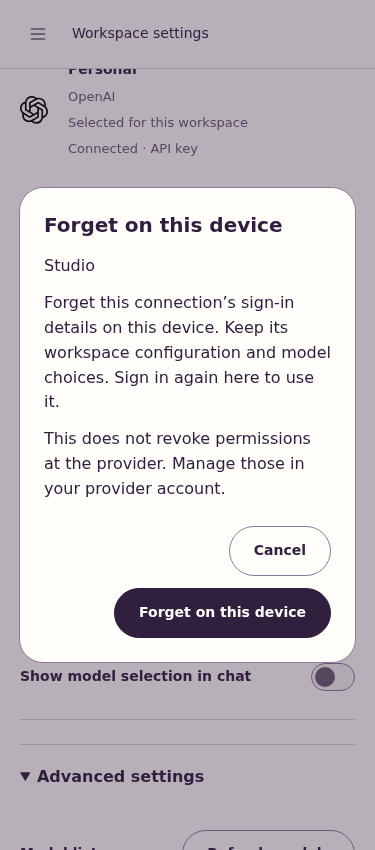 Workspace settings
Personal
OpenAI
Selected for this workspace
Connected · API key
Forget on this device
Studio
Forget this connection’s sign-in
details on this device. Keep its
workspace configuration and model
choices. Sign in again here to use
it.
This does not revoke permissions
at the provider. Manage those in
your provider account.
Cancel
Forget on this device
Show model selection in chat
▼ Advanced settings